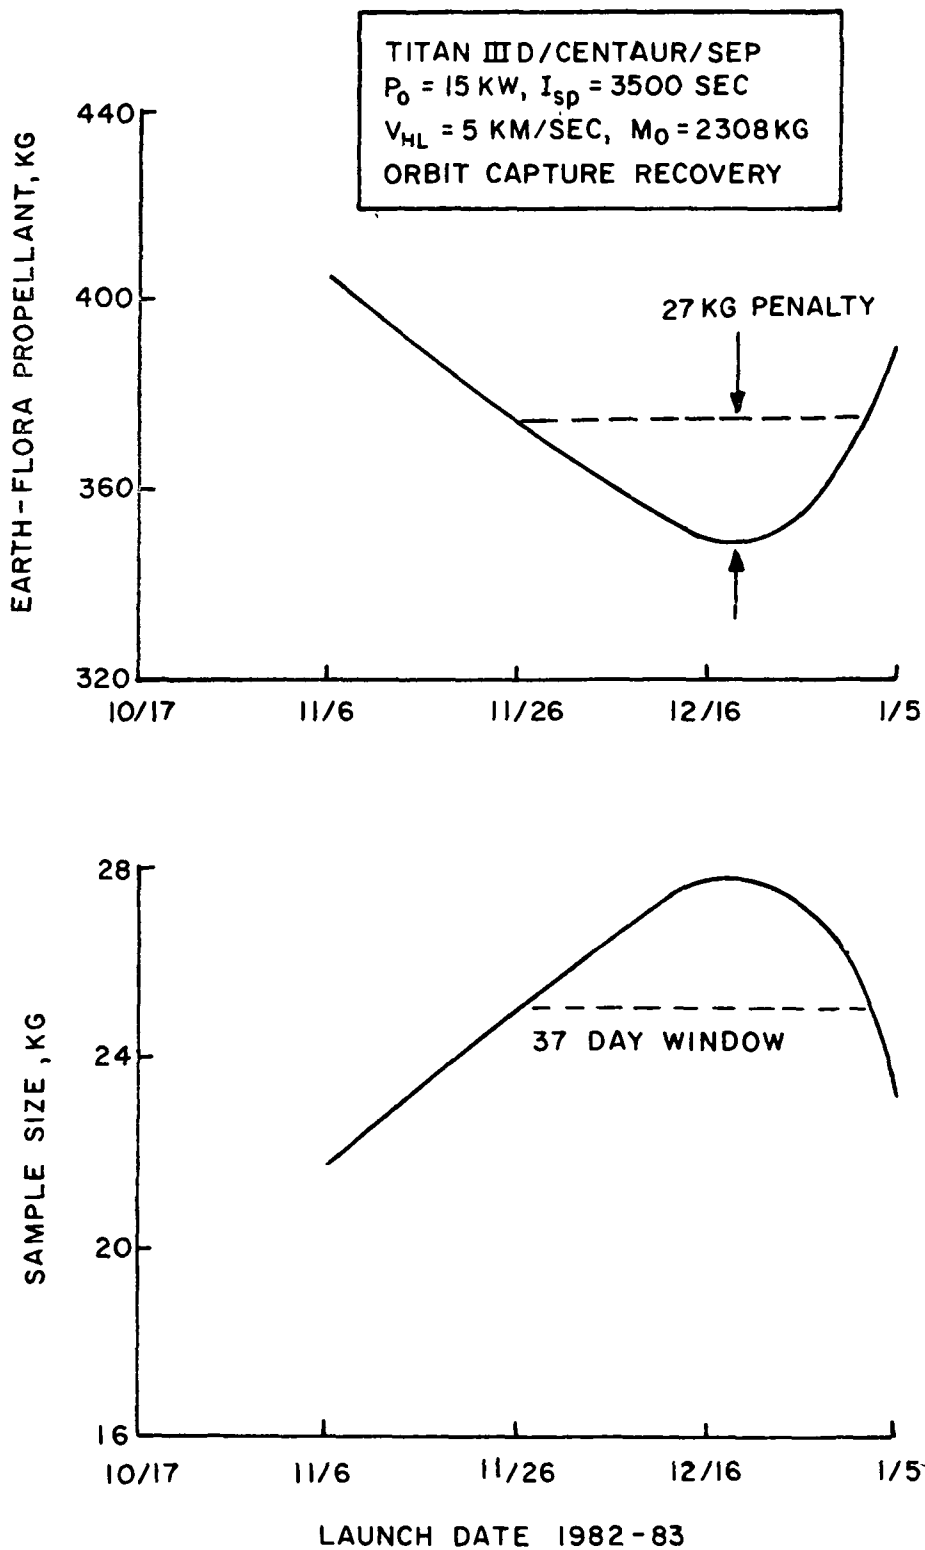 TITAN III D/CENTAUR/SEP
P₀ = 15 KW, Isp = 3500 SEC
VHL = 5 KM/SEC, M₀ = 2308 KG
ORBIT CAPTURE RECOVERY
EARTH-FLORA PROPELLANT, KG
440
400
360
320
27 KG PENALTY
10/17 11/6 11/26 12/16 1/5
SAMPLE SIZE, KG
28
24
20
16
37 DAY WINDOW
10/17 11/6 11/26 12/16 1/5
LAUNCH DATE 1982-83